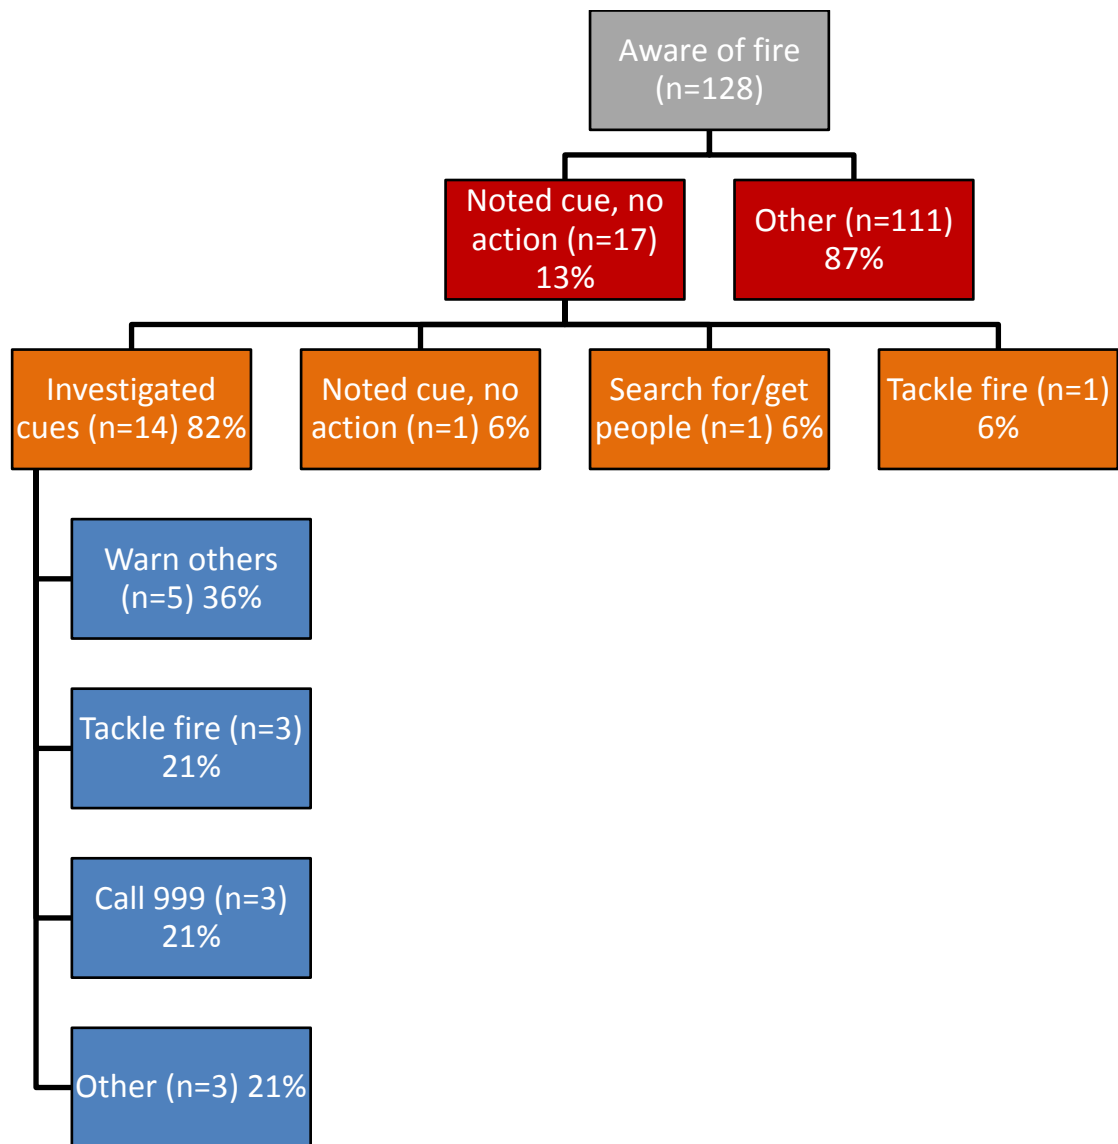 Aware of fire
(n=128)
Noted cue, no
action (n=17)
13%
Other (n=111)
87%
Investigated
cues (n=14) 82%
Noted cue, no
action (n=1) 6%
Search for/get
people (n=1) 6%
Tackle fire (n=1)
6%
Warn others
(n=5) 36%
Tackle fire (n=3)
21%
Call 999 (n=3)
21%
Other (n=3) 21%